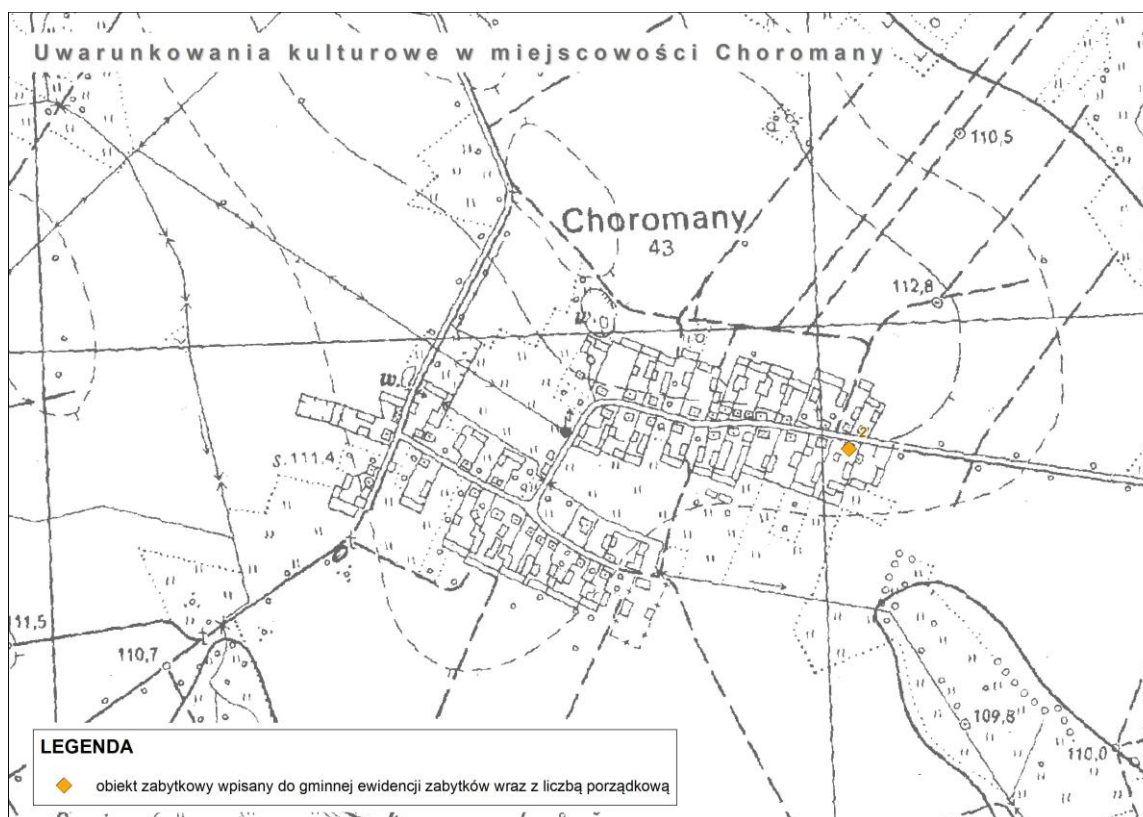 Uwarunkowania kulturowe w miejscowości Choromany
110,5
Choromany
43
112,8
w.
w.
2
s. 111.4
111,5
110,7
109,8
110,0
LEGENDA
obiekt zabytkowy wpisany do gminnej ewidencji zabytków wraz z liczbą porządkową